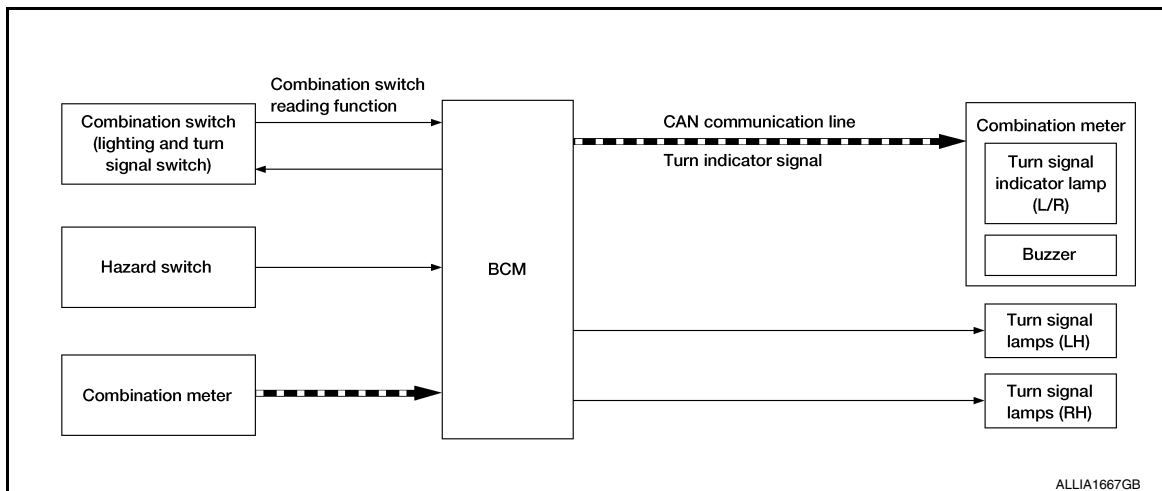 Combination switch
reading function
Combination switch
(lighting and turn
signal switch)
Hazard switch
Combination meter
BCM
CAN communication line
Turn indicator signal
Combination meter
Turn signal
indicator lamp
(L/R)
Buzzer
Turn signal
lamps (LH)
Turn signal
lamps (RH)
ALLIA1667GB